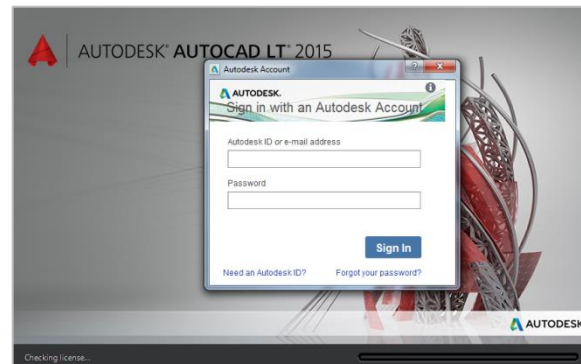 AUTODESK® AUTOCAD LT® 2015
Autodesk Account
AUTODESK.
Sign in with an Autodesk Account
Autodesk ID or e-mail address
Password
Sign In
Need an Autodesk ID? Forgot your password?
AUTODESK
Checking license...